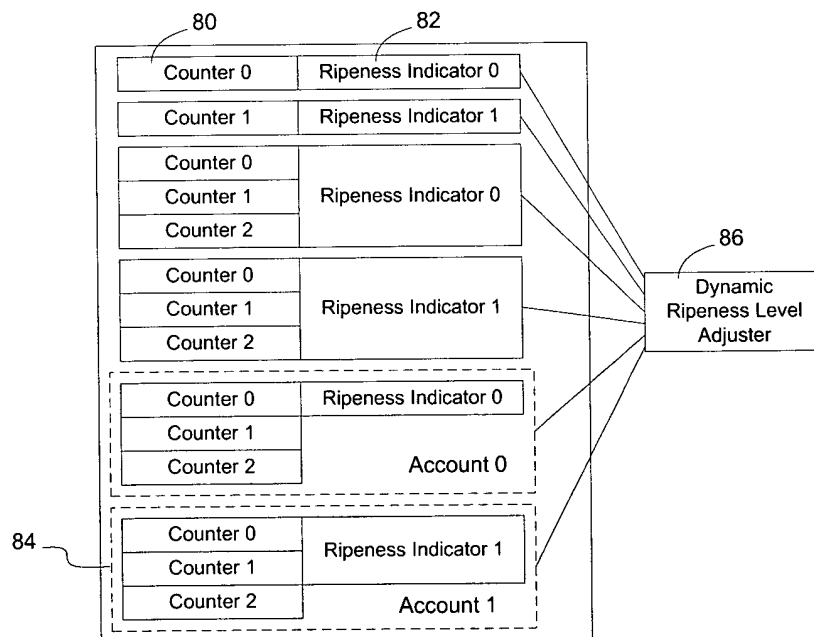 80
82
Counter 0 Ripeness Indicator 0
Counter 1 Ripeness Indicator 1
Counter 0
Counter 1
Counter 2
Ripeness Indicator 0
Counter 0
Counter 1
Counter 2
Ripeness Indicator 1
86
Dynamic
Ripeness Level
Adjuster
Counter 0 Ripeness Indicator 0
Counter 1
Counter 2
Account 0
84
Counter 0
Counter 1
Counter 2
Ripeness Indicator 1
Account 1